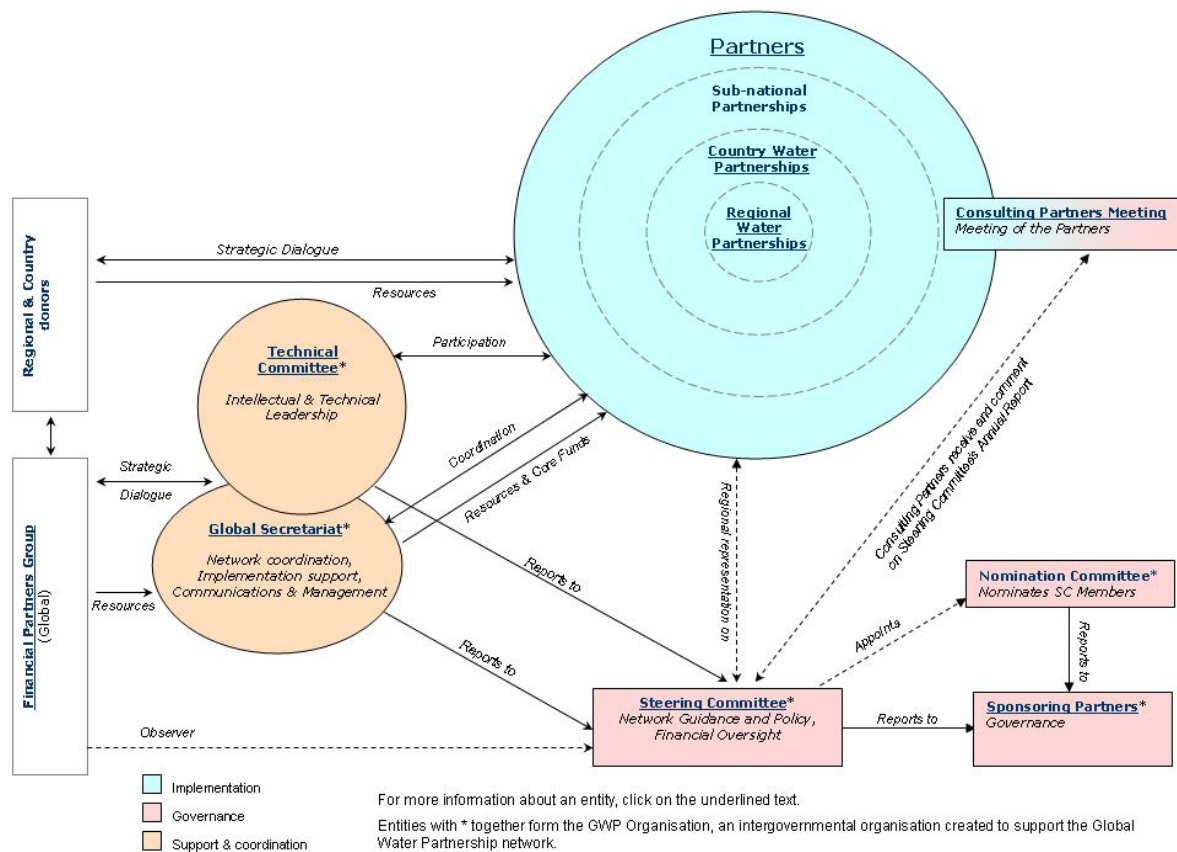 Partners
Sub-national
Partnerships
Country Water
Partnerships
Regional
Water
Partnerships
Consulting Partners Meeting
Meeting of the Partners
Regional & Country
donors
Strategic Dialogue
Resources
Technical
Committee*
Intellectual & Technical
Leadership
Participation
Coordination
Resources & Core Funds
Financial Partners Group
(Global)
Strategic
Dialogue
Resources
Global Secretariat*
Network coordination,
Implementation support,
Communications & Management
Reports to
Reports to
Regional representation on
Consulting Partners receive and comment
on Steering Committee's Annual Report
Nomination Committee*
Nominates SC Members
Appoints
Reports to
Steering Committee*
Network Guidance and Policy,
Financial Oversight
Reports to
Sponsoring Partners*
Governance
Observer
Implementation
Governance
Support & coordination
For more information about an entity, click on the underlined text.
Entities with * together form the GWP Organisation, an intergovernmental organisation created to support the Global
Water Partnership network.